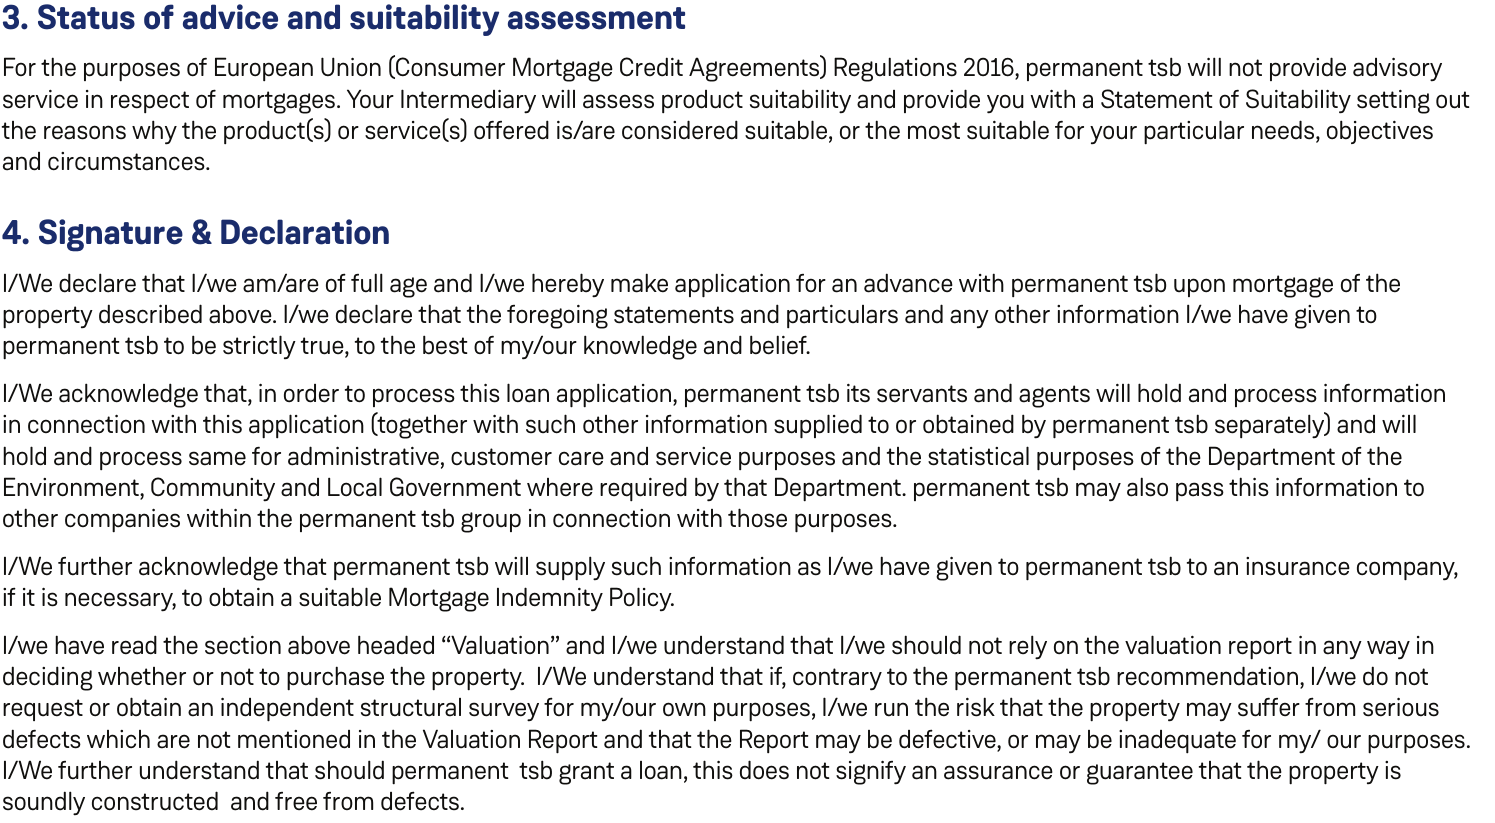 3. Status of advice and suitability assessment
For the purposes of European Union (Consumer Mortgage Credit Agreements) Regulations 2016, permanent tsb will not provide advisory
service in respect of mortgages. Your Intermediary will assess product suitability and provide you with a Statement of Suitability setting out
the reasons why the product(s) or service(s) offered is/are considered suitable, or the most suitable for your particular needs, objectives
and circumstances.
4. Signature & Declaration
I/We declare that I/we am/are of full age and I/we hereby make application for an advance with permanent tsb upon mortgage of the
property described above. I/we declare that the foregoing statements and particulars and any other information I/we have given to
permanent tsb to be strictly true, to the best of my/our knowledge and belief.
I/We acknowledge that, in order to process this loan application, permanent tsb its servants and agents will hold and process information
in connection with this application (together with such other information supplied to or obtained by permanent tsb separately) and will
hold and process same for administrative, customer care and service purposes and the statistical purposes of the Department of the
Environment, Community and Local Government where required by that Department. permanent tsb may also pass this information to
other companies within the permanent tsb group in connection with those purposes.
I/We further acknowledge that permanent tsb will supply such information as I/we have given to permanent tsb to an insurance company,
if it is necessary, to obtain a suitable Mortgage Indemnity Policy.
I/we have read the section above headed “Valuation” and I/we understand that I/we should not rely on the valuation report in any way in
deciding whether or not to purchase the property.  I/We understand that if, contrary to the permanent tsb recommendation, I/we do not
request or obtain an independent structural survey for my/our own purposes, I/we run the risk that the property may suffer from serious
defects which are not mentioned in the Valuation Report and that the Report may be defective, or may be inadequate for my/ our purposes.
I/We further understand that should permanent  tsb grant a loan, this does not signify an assurance or guarantee that the property is
soundly constructed  and free from defects.